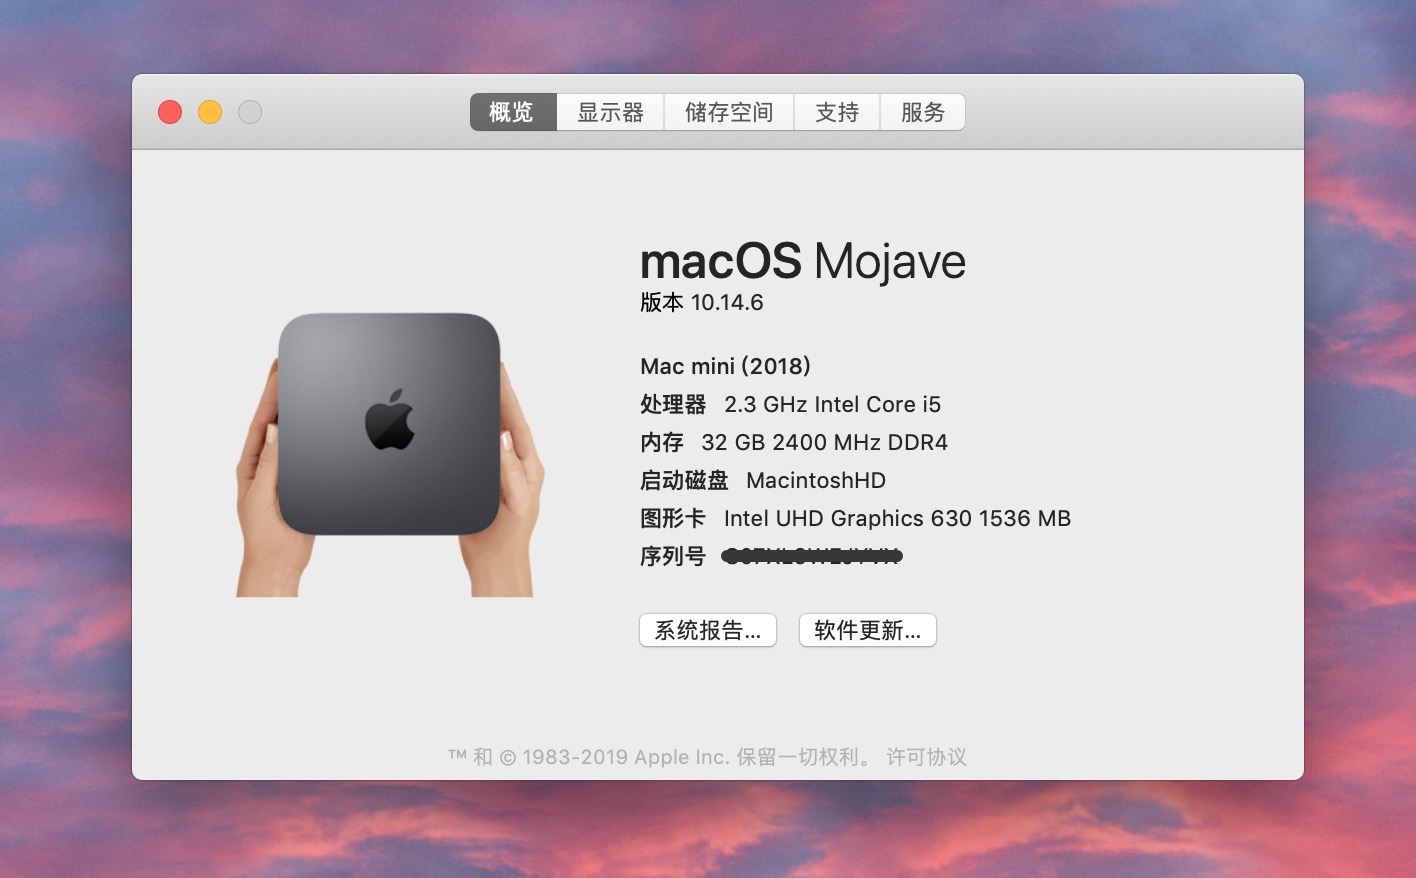 概览 显示器 储存空间 支持 服务
macOS Mojave
版本 10.14.6
Mac mini (2018)
处理器 2.3 GHz Intel Core i5
内存 32 GB 2400 MHz DDR4
启动磁盘 MacintoshHD
图形卡 Intel UHD Graphics 630 1536 MB
序列号
系统报告... 软件更新...
™ 和 © 1983-2019 Apple Inc. 保留一切权利。 许可协议